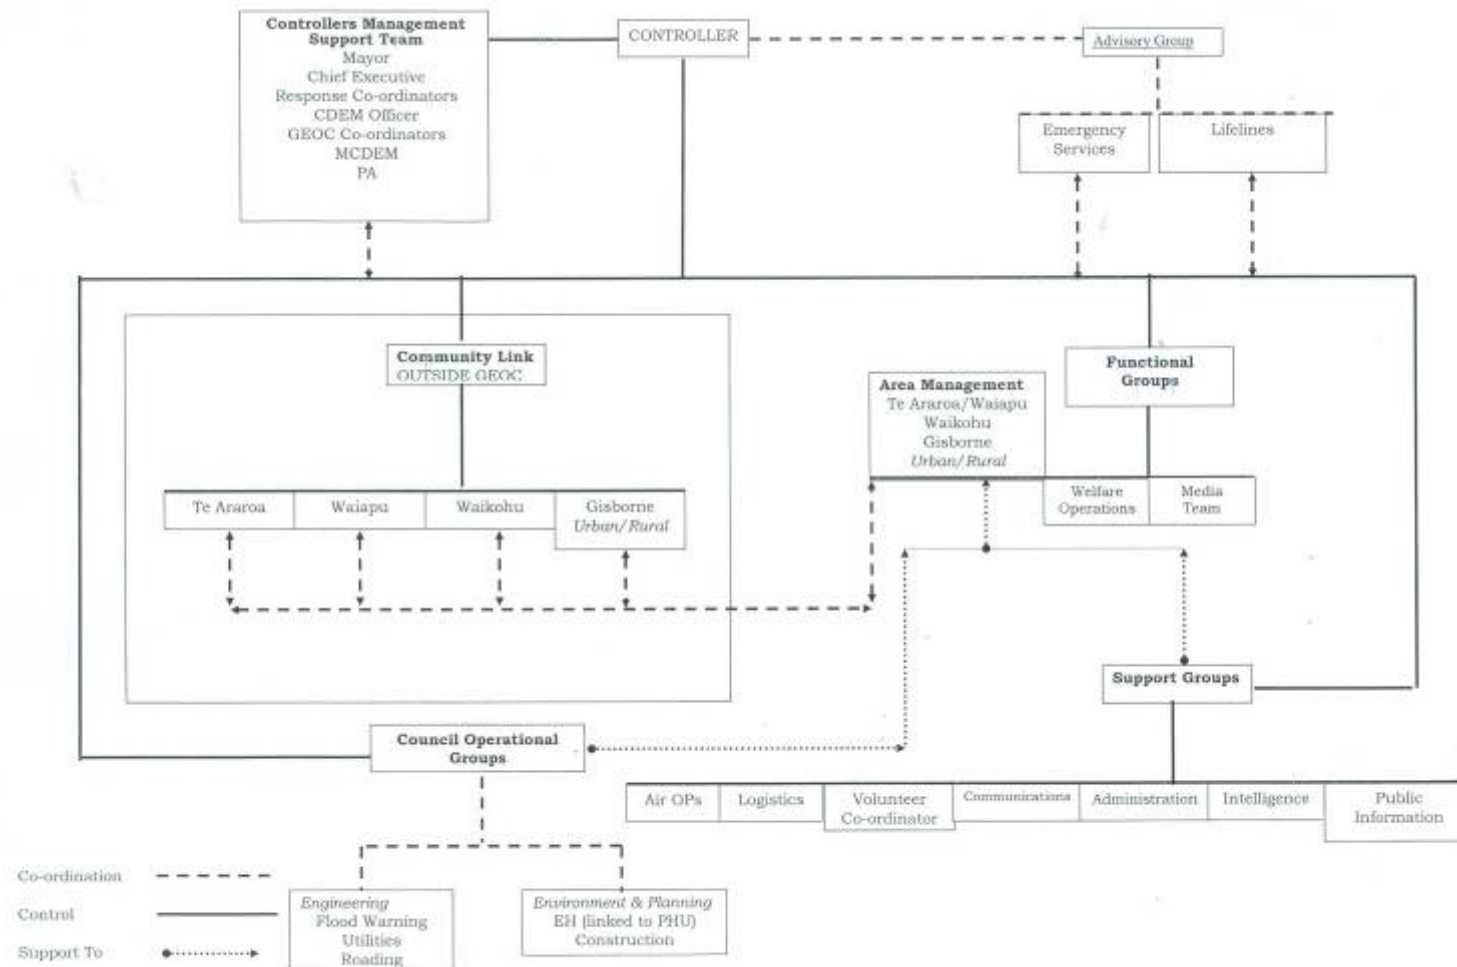 Controllers Management
Support Team
Mayor
Chief Executive
Response Co-ordinators
CDEM Officer
GEOC Co-ordinators
MCDEM
PA
CONTROLLER
Advisory Group
Emergency
Services
Lifelines
Community Link
OUTSIDE GEOC
Te Araroa
Waiapu
Waikohu
Gisborne
Urban/Rural
Area Management
Te Araroa/Waiapu
Waikohu
Gisborne
Urban/Rural
Functional
Groups
Welfare
Operations
Media
Team
Support Groups
Council Operational
Groups
Air OPs
Logistics
Volunteer
Co-ordinator
Communications
Administration
Intelligence
Public
Information
Engineering
Flood Warning
Utilities
Roading
Environment & Planning
EH (linked to PHU)
Construction
Co-ordination
Control
Support To